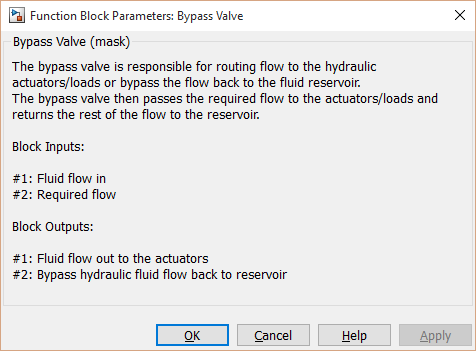 Function Block Parameters: Bypass Valve
Bypass Valve (mask)
The bypass valve is responsible for routing flow to the hydraulic
actuators/loads or bypass the flow back to the fluid reservoir.
The bypass valve then passes the required flow to the actuators/loads and
returns the rest of the flow to the reservoir.
Block Inputs:
#1: Fluid flow in
#2: Required flow
Block Outputs:
#1: Fluid flow out to the actuators
#2: Bypass hydraulic fluid flow back to reservoir
OK Cancel Help Apply